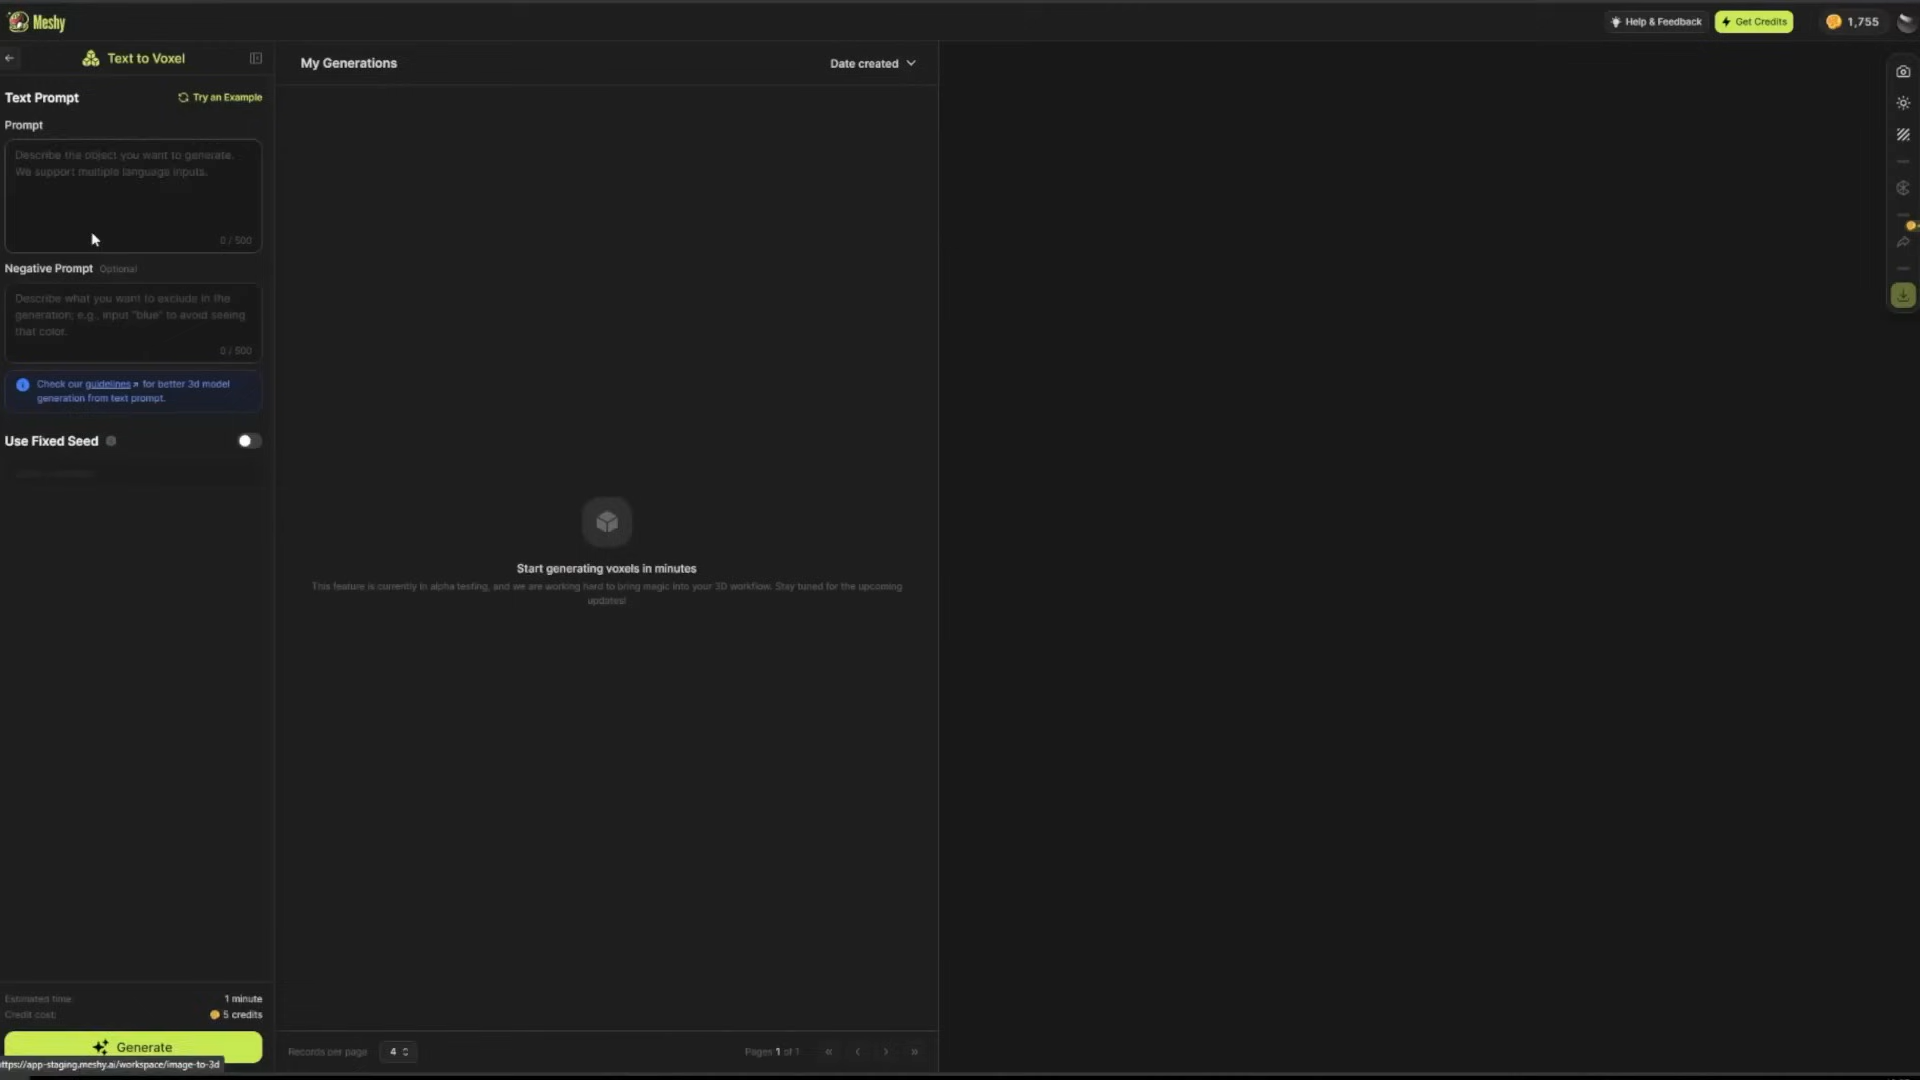 Meshy
Help & Feedback
Get Credits
1,755
Text to Voxel
My Generations
Date created
Text Prompt
Try an Example
Prompt
Describe the object you want to generate.
We support multiple language inputs.
0 / 500
Negative Prompt Optional
Describe what you want to exclude in the
generation; e.g., input "blue" to avoid seeing
that color.
0 / 500
Check our guidelines for better 3d model
generation from text prompt.
Use Fixed Seed
Start generating voxels in minutes
This feature is currently in alpha testing, and we are working hard to bring magic into your 3D workflow. Stay tuned for the upcoming
updates!
Estimated time: 1 minute
Credit cost: 5 credits
Generate
ttps://app-staging.meshy.ai/workspace/image-to-3d
Records per page 4
Pages 1 of 1